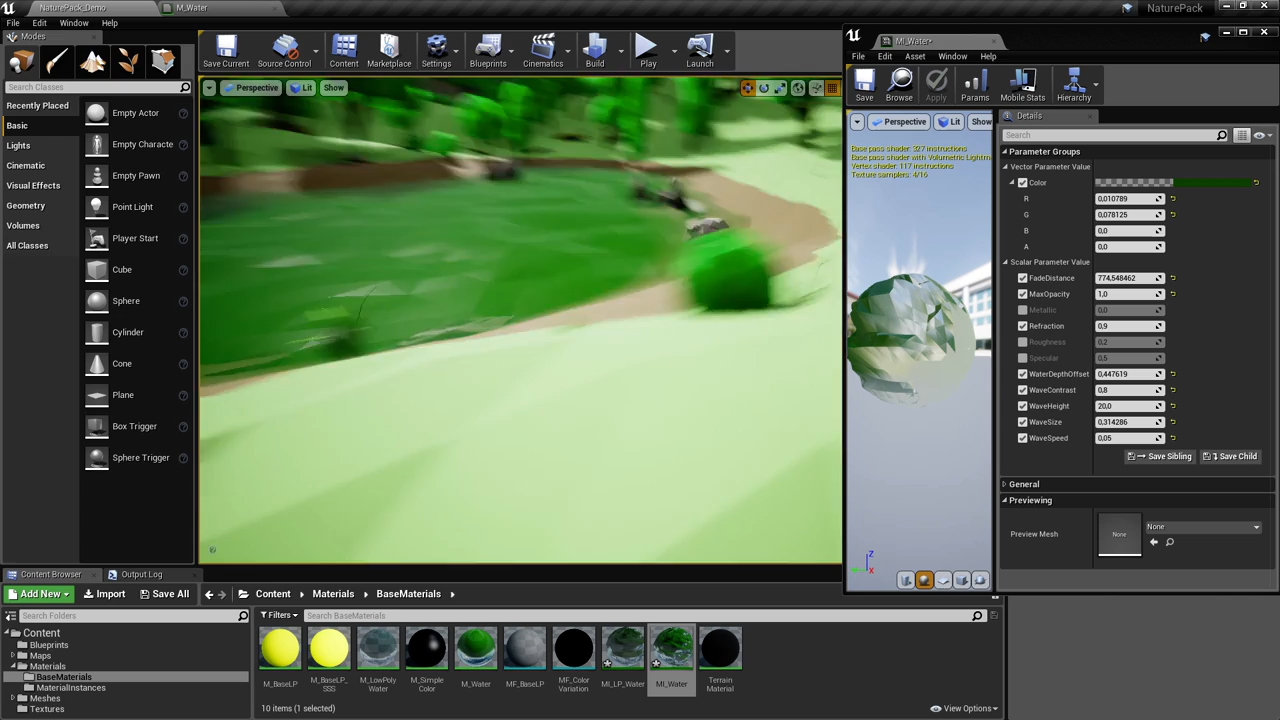 NaturePack_Demo
M_Water
NaturePack
File Edit Window Help
Modes
Search Classes
Recently Placed
Basic
Lights
Cinematic
Visual Effects
Geometry
Volumes
All Classes
Empty Actor
Empty Characte
Empty Pawn
Point Light
Player Start
Cube
Sphere
Cylinder
Cone
Plane
Box Trigger
Sphere Trigger
Save Current
Source Control
Content
Marketplace
Settings
Blueprints
Cinematics
Build
Play
Launch
Perspective Lit Show
MI_Water*
File Edit Asset Window Help
Save
Browse
Apply
Params
Mobile Stats
Hierarchy
Perspective Lit Show
Base pass shader: 327 instructions
Base pass shader with Volumetric Lightm
Vertex shader: 117 instructions
Texture samplers: 4/16
Z
X
Details
Search
Parameter Groups
Vector Parameter Value
Color
R 0,010789
G 0,078125
B 0,0
A 0,0
Scalar Parameter Value
FadeDistance 774,548462
MaxOpacity 1,0
Metallic 0,0
Refraction 0,9
Roughness 0,2
Specular 0,5
WaterDepthOffset 0,447619
WaveContrast 0,8
WaveHeight 20,0
WaveSize 0,314286
WaveSpeed 0,05
Save Sibling Save Child
General
Previewing
Preview Mesh
None
None
Content Browser
Output Log
Add New Import Save All
Content Materials BaseMaterials
Search Folders
Filters
Search BaseMaterials
Content
Blueprints
Maps
Materials
BaseMaterials
MaterialInstances
Meshes
Textures
M_BaseLP
M_BaseLP_
SSS
M_LowPoly
Water
M_Simple
Color
M_Water
MF_BaseLP
MF_Color
Variation
MI_LP_Water
MI_Water
Terrain
Material
10 items (1 selected)
View Options